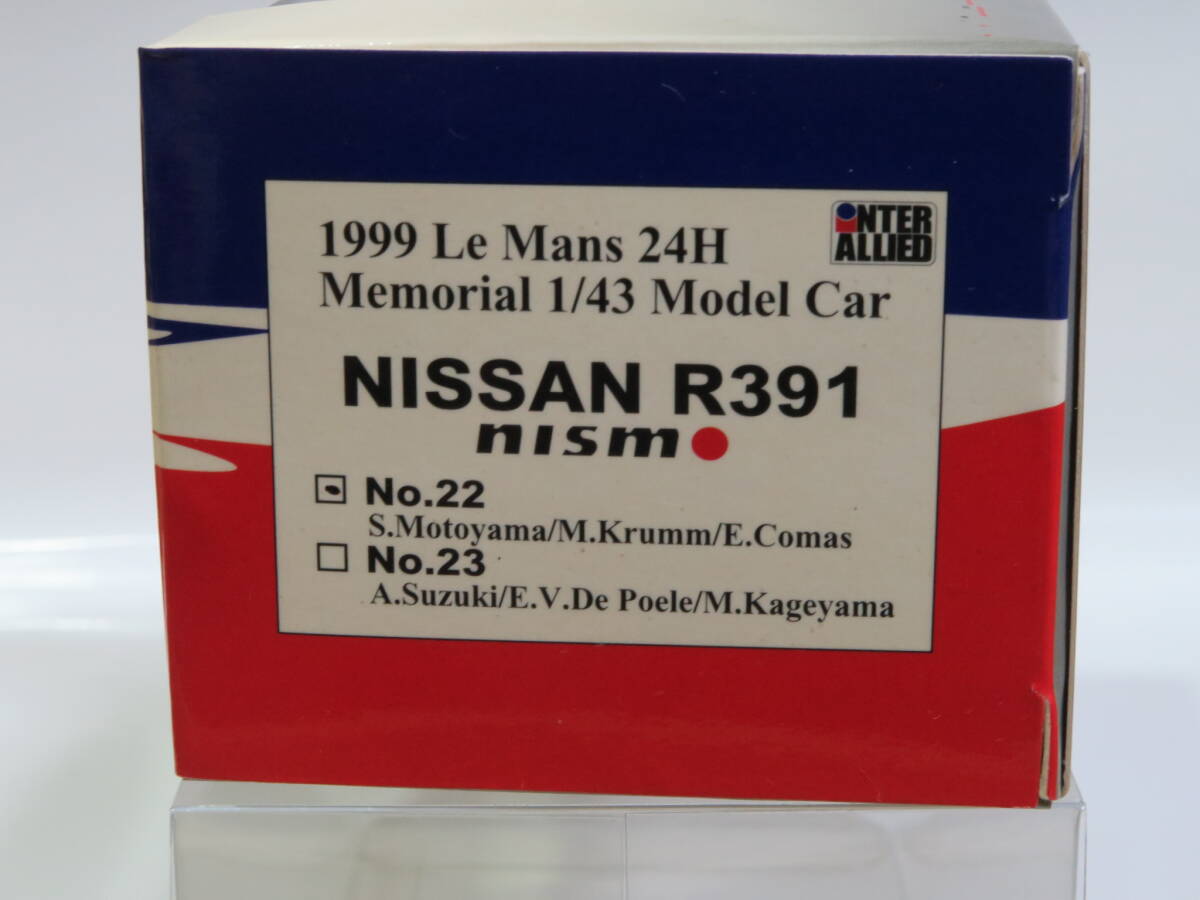 1999 Le Mans 24H
INTER
ALLIED
Memorial 1/43 Model Car
NISSAN R391
nismo
No.22
S.Motoyama/M.Krumm/E.Comas
No.23
A.Suzuki/E.V.De Poele/M.Kageyama